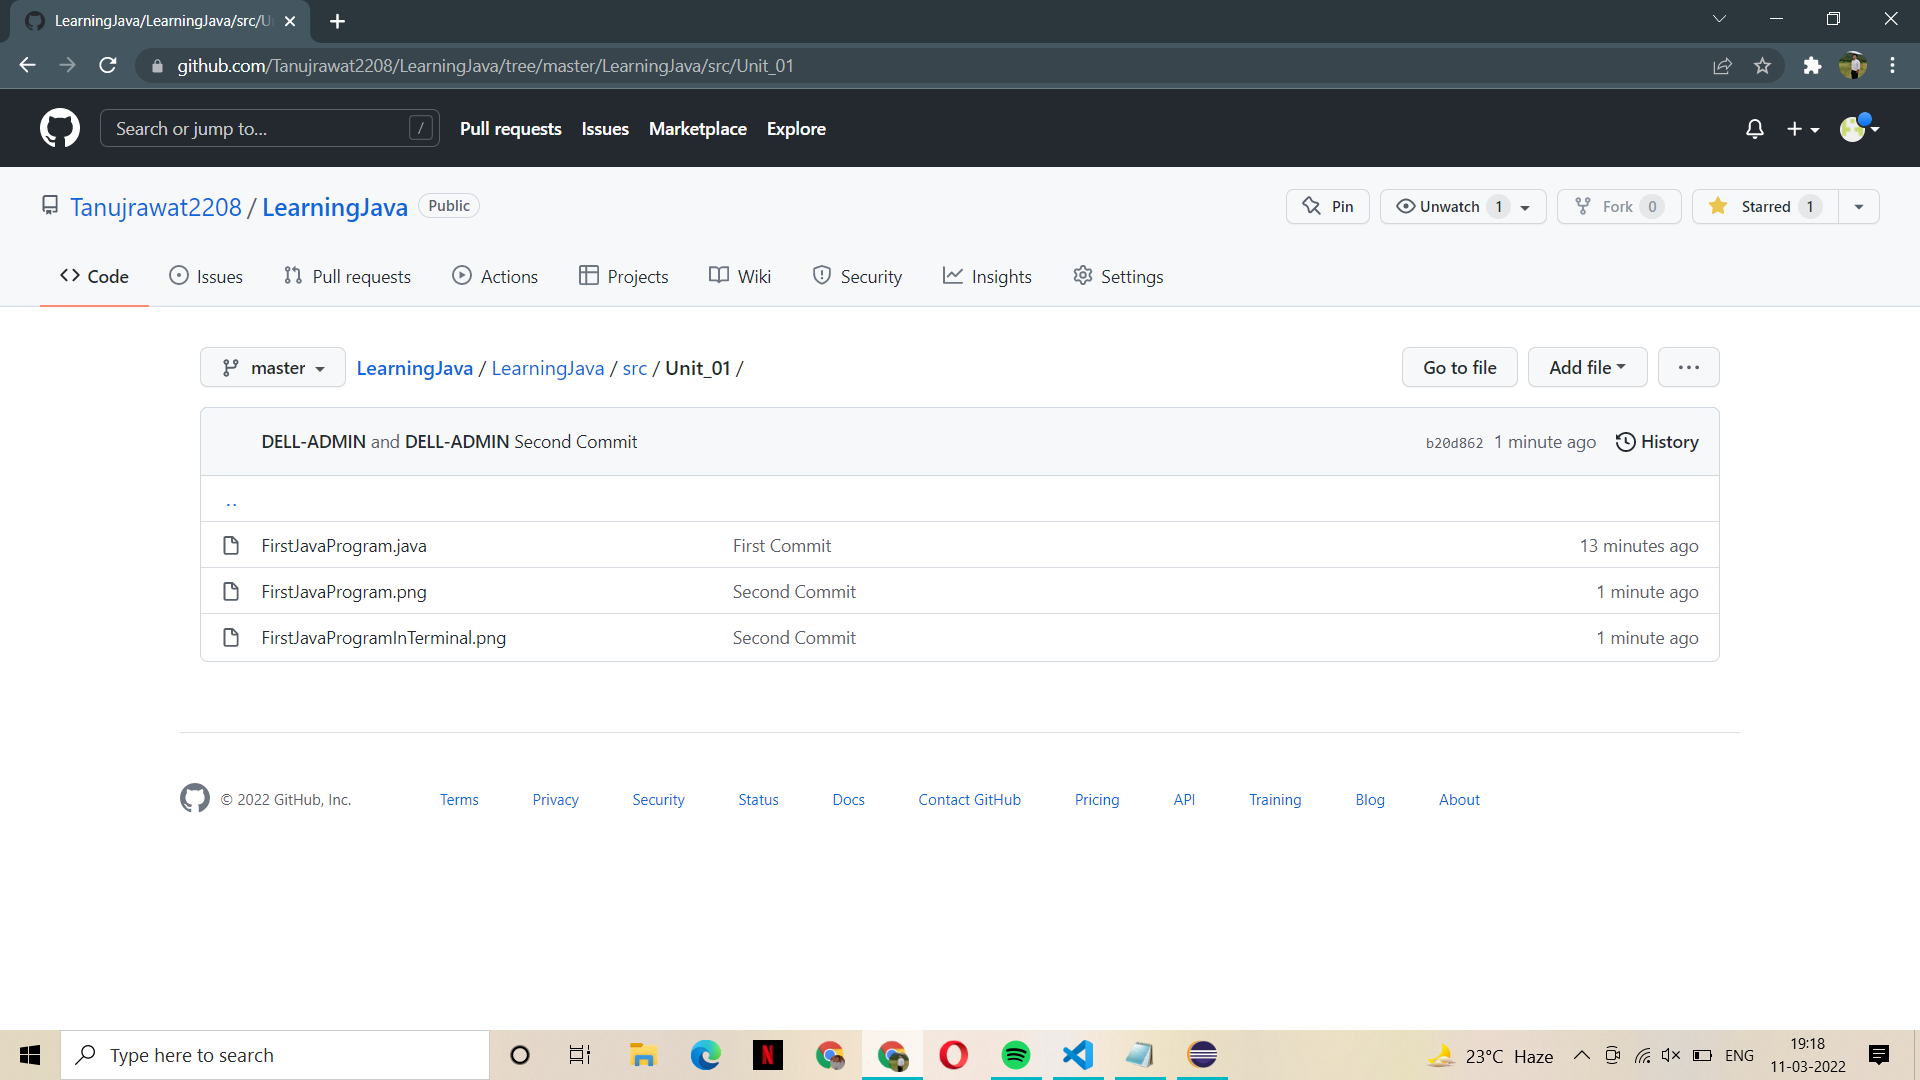 LearningJava/LearningJava/src/U
github.com/Tanujrawat2208/LearningJava/tree/master/LearningJava/src/Unit_01
Search or jump to... / Pull requests Issues Marketplace Explore
Tanujrawat2208 / LearningJava Public Pin Unwatch 1 Fork 0 Starred 1
Code Issues Pull requests Actions Projects Wiki Security Insights Settings
master LearningJava / LearningJava / src / Unit_01 / Go to file Add file ...
DELL-ADMIN and DELL-ADMIN Second Commit b20d862 1 minute ago History
..
FirstJavaProgram.java First Commit 13 minutes ago
FirstJavaProgram.png Second Commit 1 minute ago
FirstJavaProgramInTerminal.png Second Commit 1 minute ago
© 2022 GitHub, Inc. Terms Privacy Security Status Docs Contact GitHub Pricing API Training Blog About
Type here to search N 23°C Haze ENG 19:18
11-03-2022